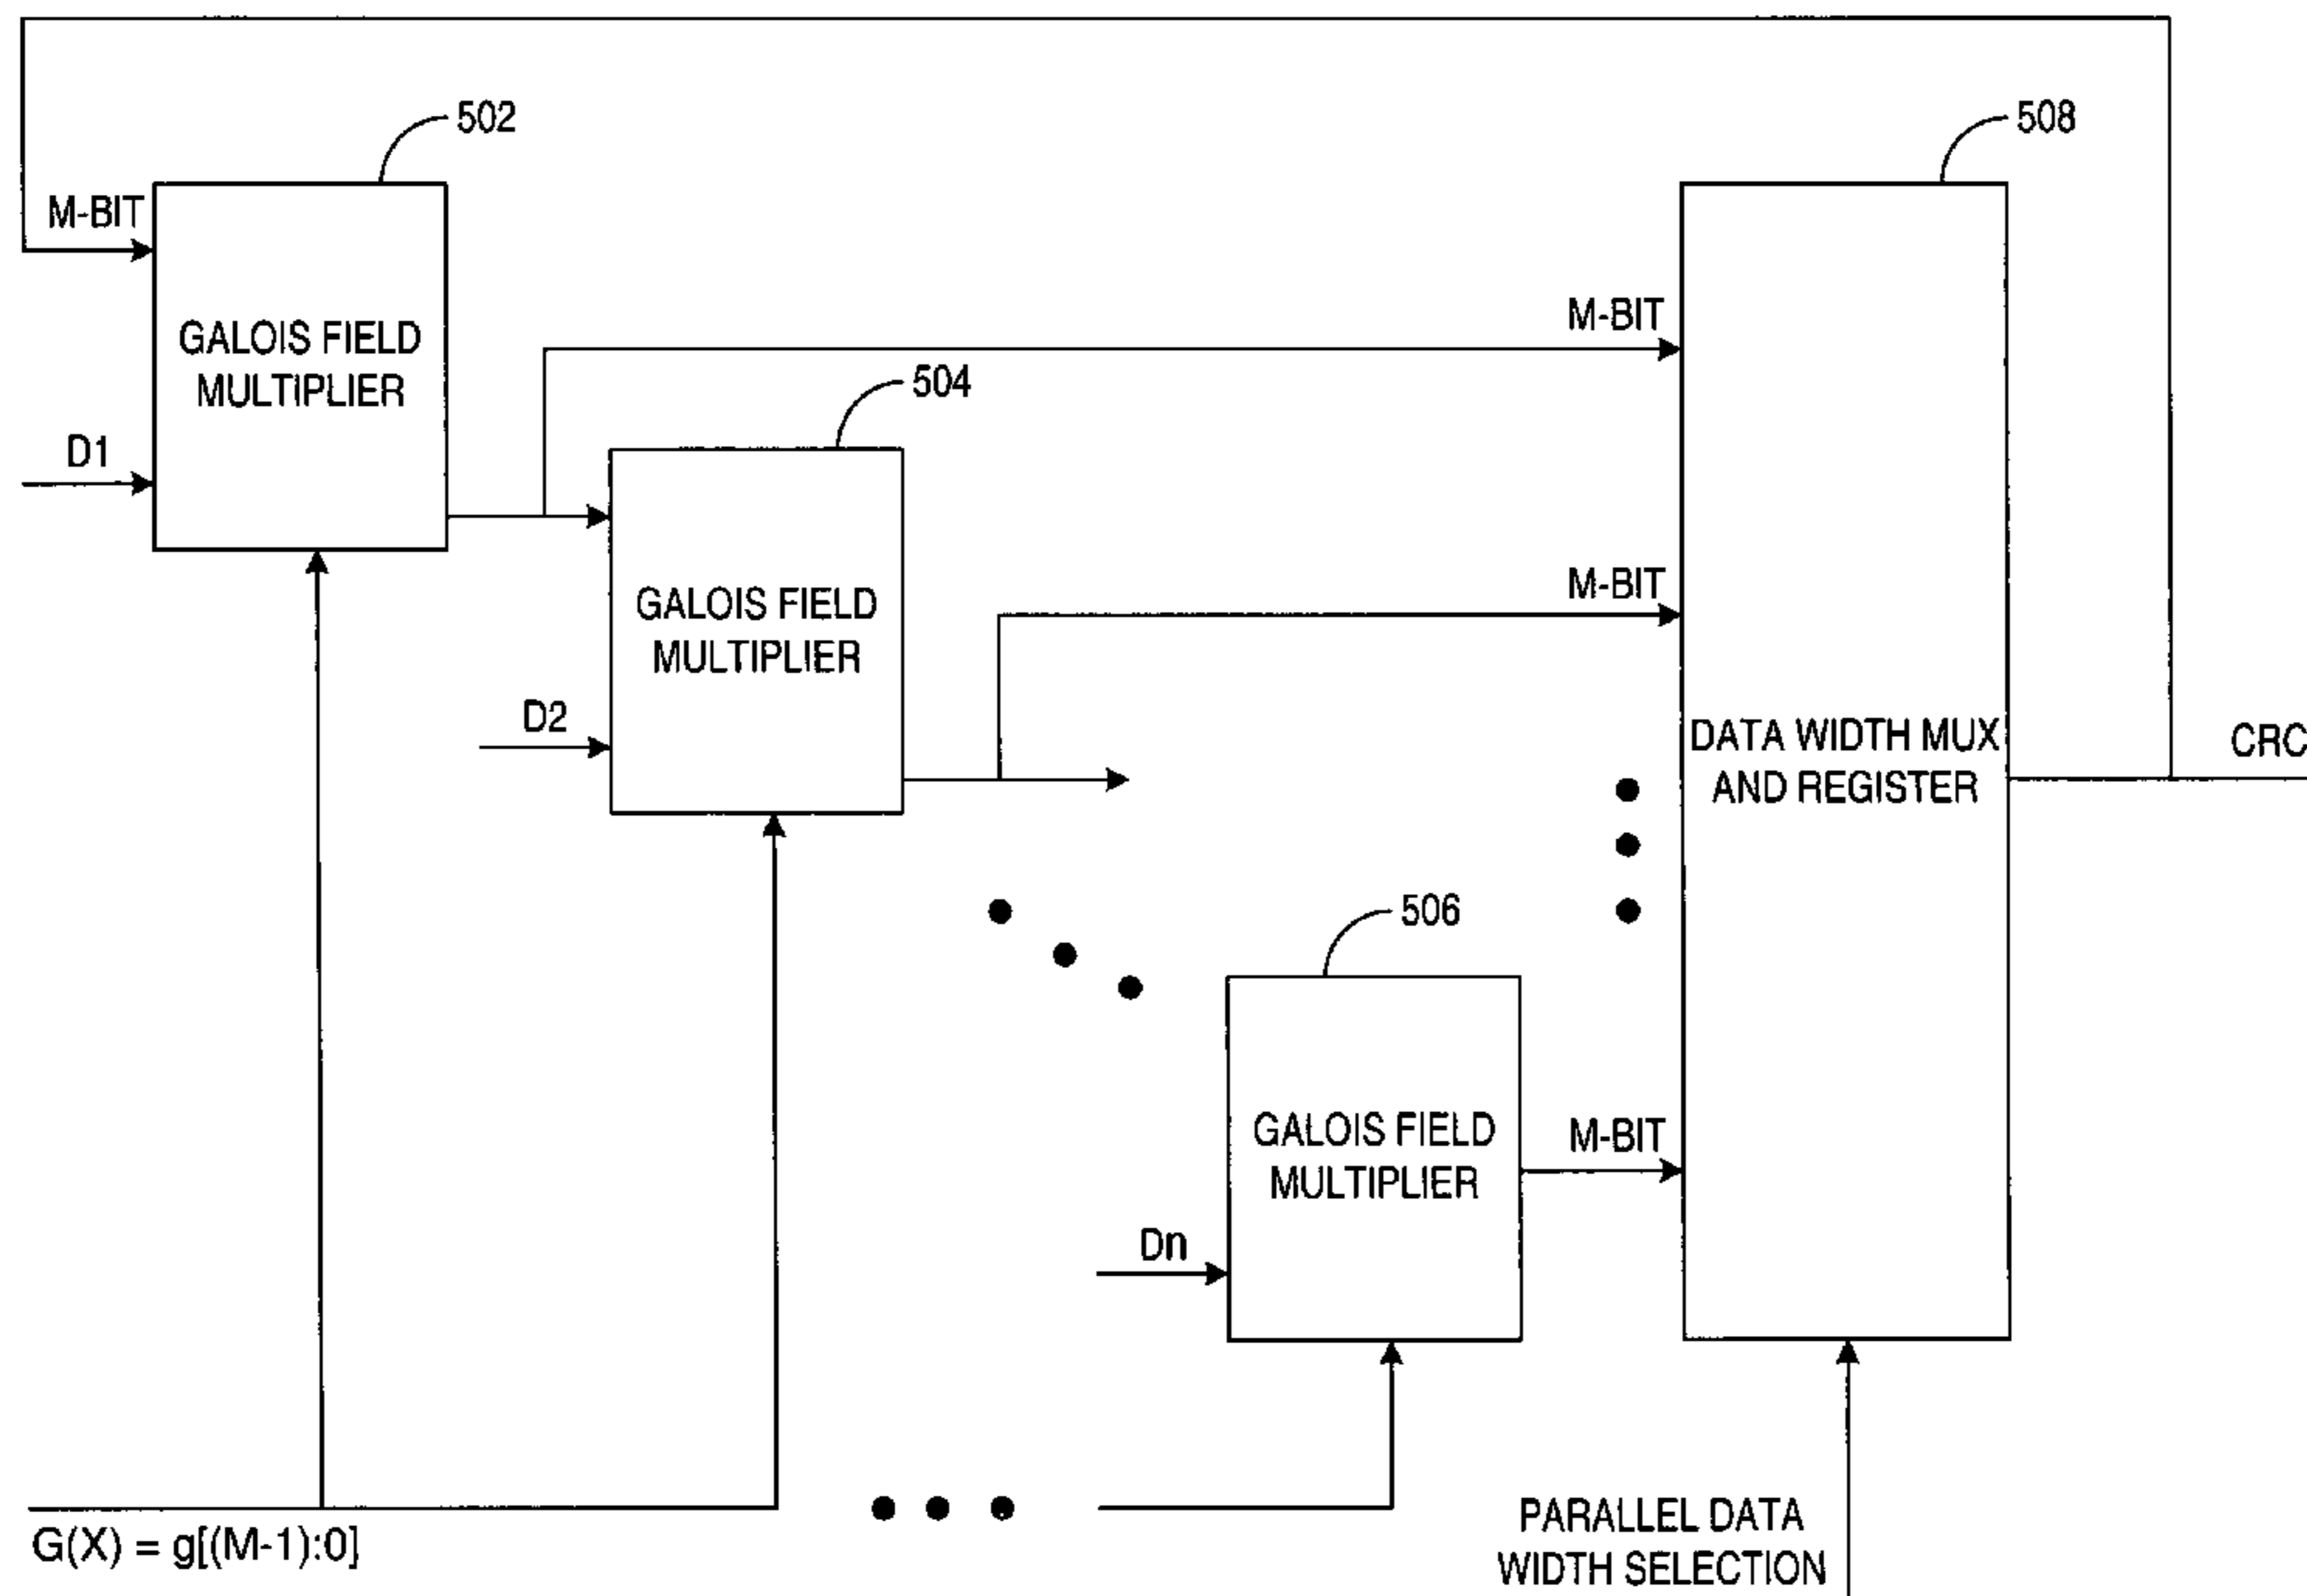 502
508
M-BIT
GALOIS FIELD
MULTIPLIER
M-BIT
504
D1
GALOIS FIELD
MULTIPLIER
M-BIT
D2
DATA WIDTH MUX
AND REGISTER
CRC
506
GALOIS FIELD
MULTIPLIER
M-BIT
Dn
G(X) = g[(M-1):0]
PARALLEL DATA
WIDTH SELECTION